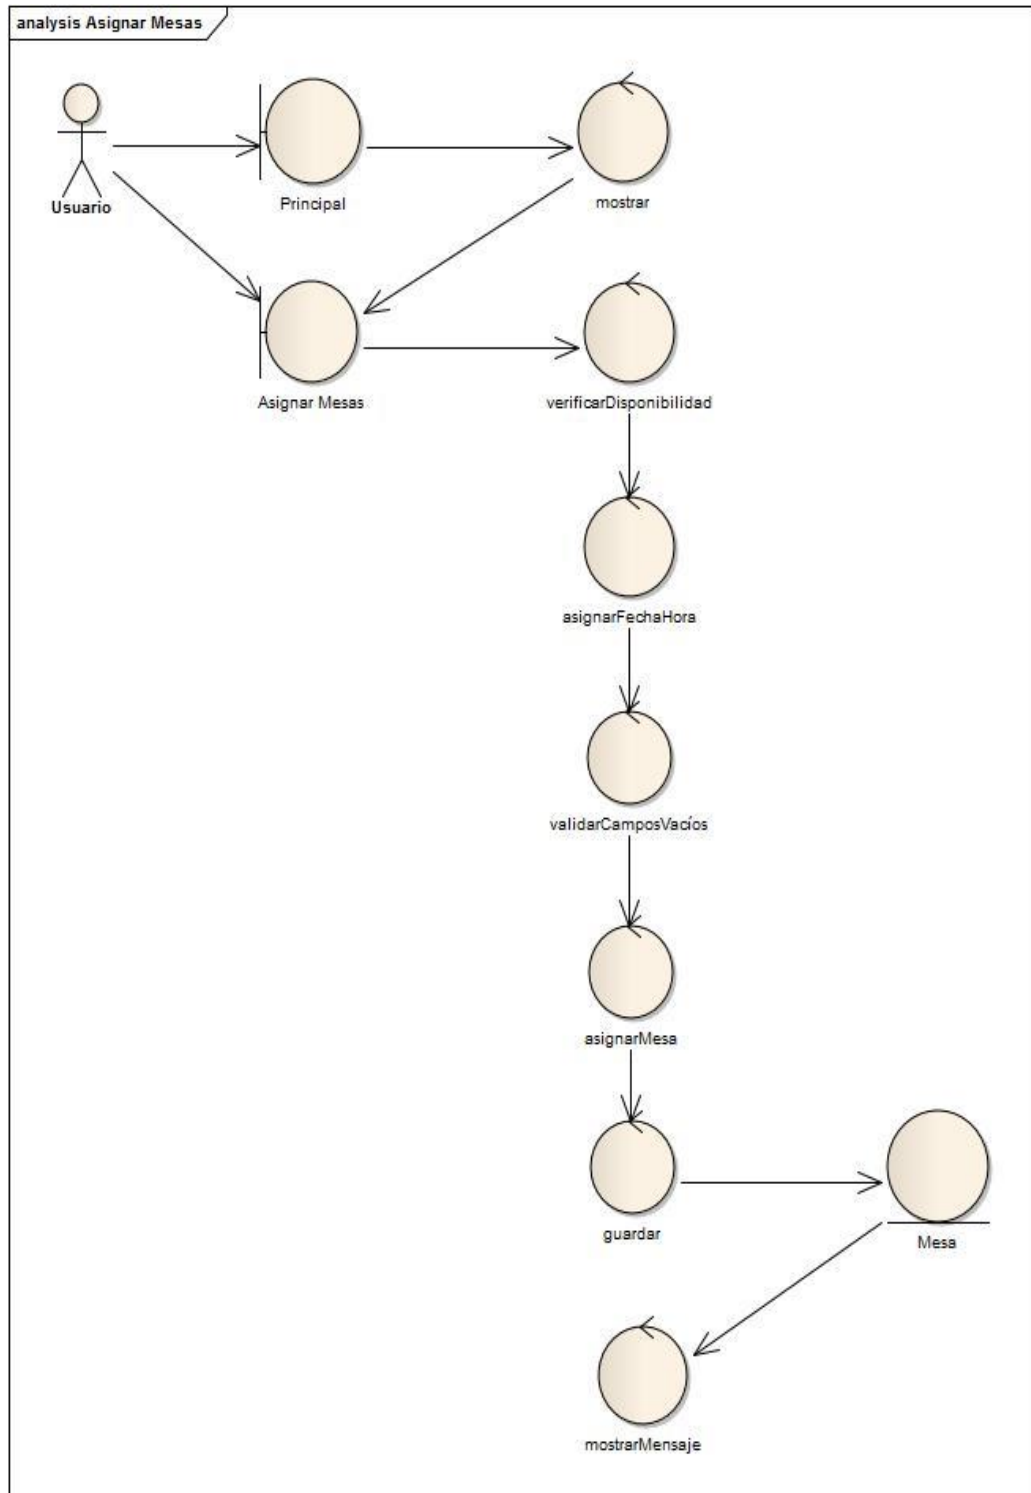 analysis Asignar Mesas
Usuario
Principal
mostrar
Asignar Mesas
verificarDisponibilidad
asignarFechaHora
validarCamposVacíos
asignarMesa
guardar
Mesa
mostrarMensaje